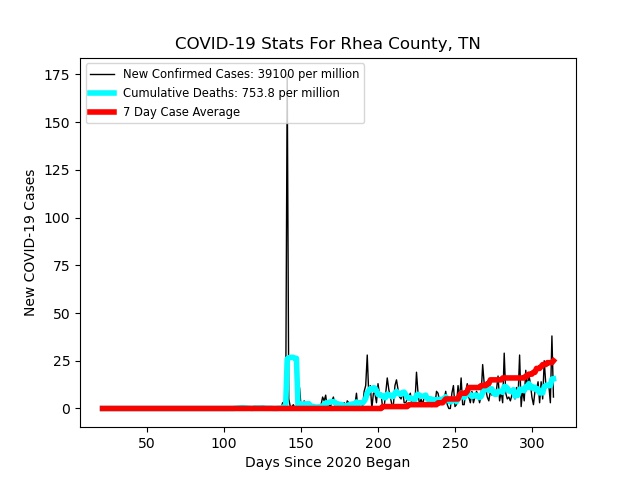 COVID-19 Stats For Rhea County, TN
New Confirmed Cases: 39100 per million
Cumulative Deaths: 753.8 per million
7 Day Case Average
New COVID-19 Cases
175
150
125
100
75
50
25
0
50 100 150 200 250 300
Days Since 2020 Began